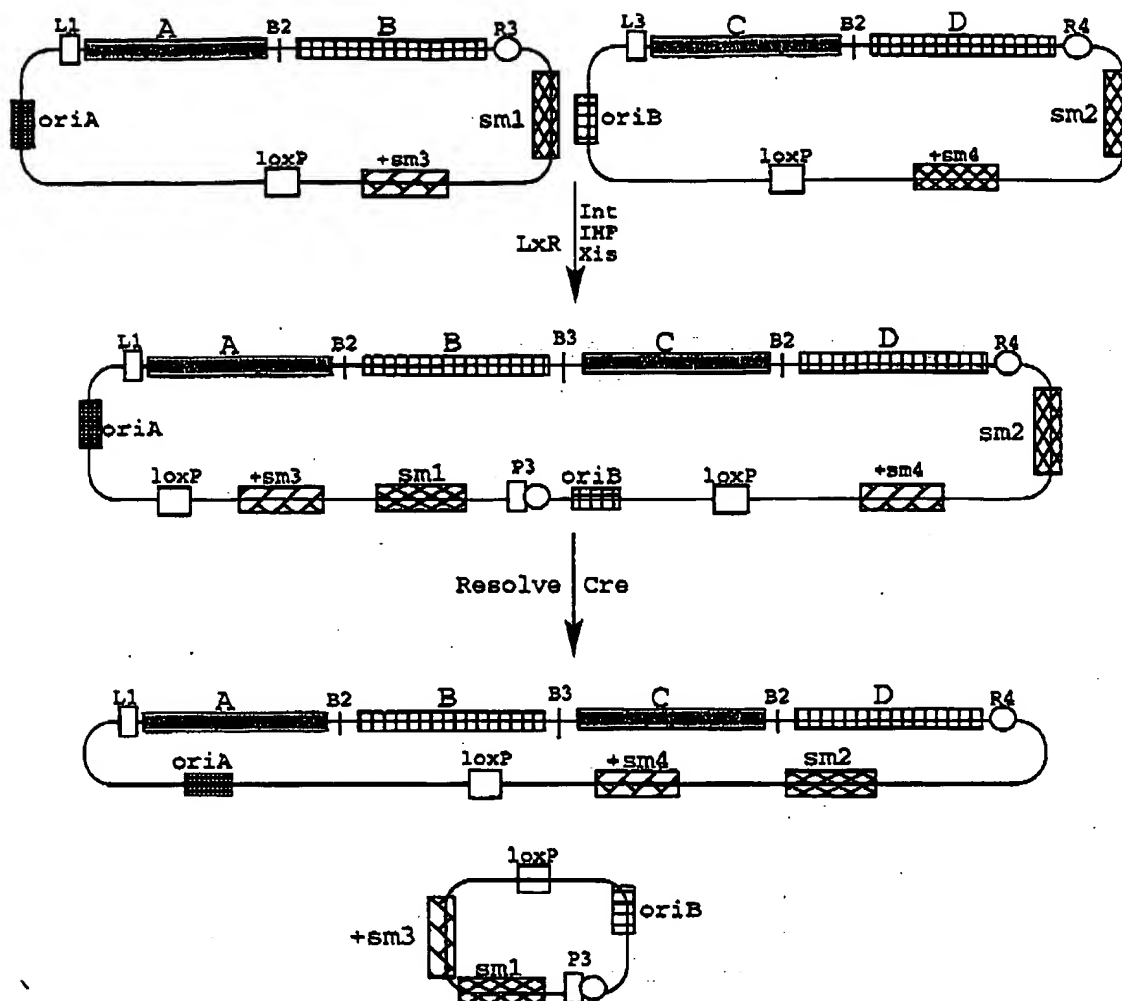 L1 A B2 B R3 L3 C B2 D R4
oriA sm1 oriB sm2
loxP +sm3 loxP +sm4
LxR Int
IHF
Xis
L1 A B2 B B3 C B2 D R4
oriA sm2
loxP +sm3 sm1 P3 oriB loxP +sm4
Resolve Cre
L1 A B2 B B3 C B2 D R4
oriA loxP +sm4 sm2
loxP
oriB
+sm3
sm1 P3